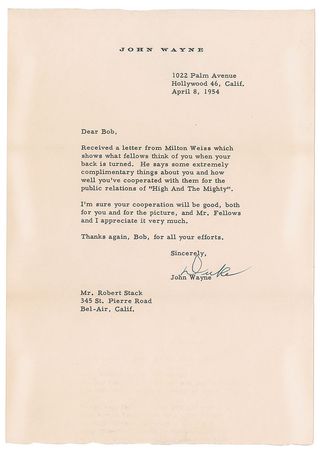 JOHN WAYNE
1022 Palm Avenue
Hollywood 46, Calif.
April 8, 1954
Dear Bob,
Received a letter from Milton Weiss which
shows what fellows think of you when your
back is turned. He says some extremely
complimentary things about you and how
well you've cooperated with them for the
public relations of "High And The Mighty".
I'm sure your cooperation will be good, both
for you and for the picture, and Mr. Fellows
and I appreciate it very much.
Thanks again, Bob, for all your efforts.
Sincerely,
Duke
John Wayne
Mr. Robert Stack
345 St. Pierre Road
Bel-Air, Calif.